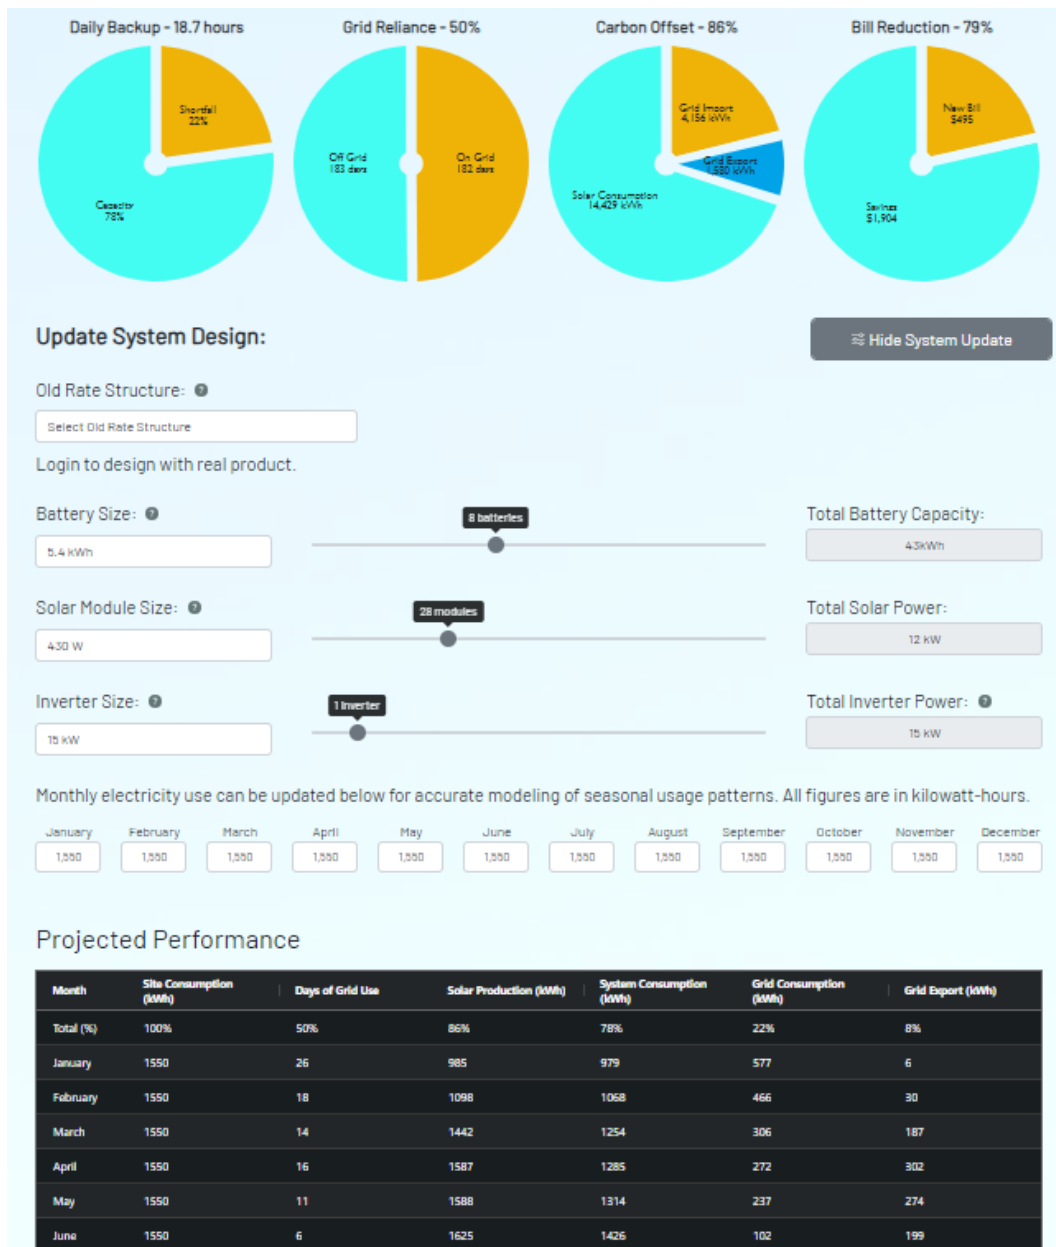 Daily Backup - 18.7 hours
Grid Reliance - 50%
Carbon Offset - 86%
Bill Reduction - 79%
Shortfall
22%
Capacity
78%
Off Grid
183 days
On Grid
182 days
Grid Import
4,156 kWh
Grid Export
1,580 kWh
Solar Consumption
14,429 kWh
New Bill
$495
Savings
$1,904
Update System Design:
Hide System Update
Old Rate Structure:
Select Old Rate Structure
Login to design with real product.
Battery Size:
8 batteries
Total Battery Capacity:
5.4 kWh
43kWh
Solar Module Size:
28 modules
Total Solar Power:
430 W
12 kW
Inverter Size:
1 Inverter
Total Inverter Power:
15 kW
15 kW
Monthly electricity use can be updated below for accurate modeling of seasonal usage patterns. All figures are in kilowatt-hours.
January February March April May June July August September October November December
1,550 1,550 1,550 1,550 1,550 1,550 1,550 1,550 1,550 1,550 1,550 1,550
Projected Performance
Month Site Consumption (kWh) Days of Grid Use Solar Production (kWh) System Consumption (kWh) Grid Consumption (kWh) Grid Export (kWh)
Total (%) 100% 50% 86% 78% 22% 8%
January 1550 26 985 979 577 6
February 1550 18 1098 1068 466 30
March 1550 14 1442 1254 306 187
April 1550 16 1587 1285 272 302
May 1550 11 1588 1314 237 274
June 1550 6 1625 1426 102 199